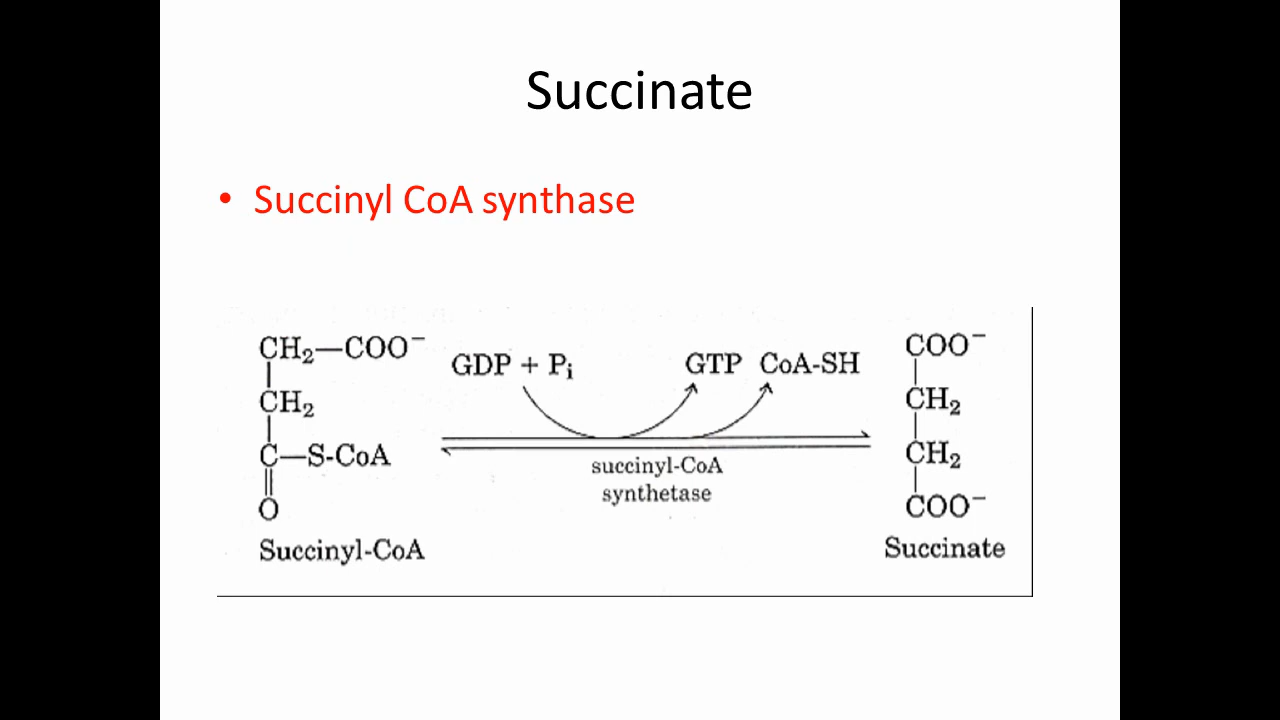 Succinate
• Succinyl CoA synthase
CH₂—COO⁻
CH₂
C—S-CoA
O
Succinyl-CoA
GDP + Pᵢ
GTP CoA-SH
succinyl-CoA
synthetase
COO⁻
CH₂
CH₂
COO⁻
Succinate